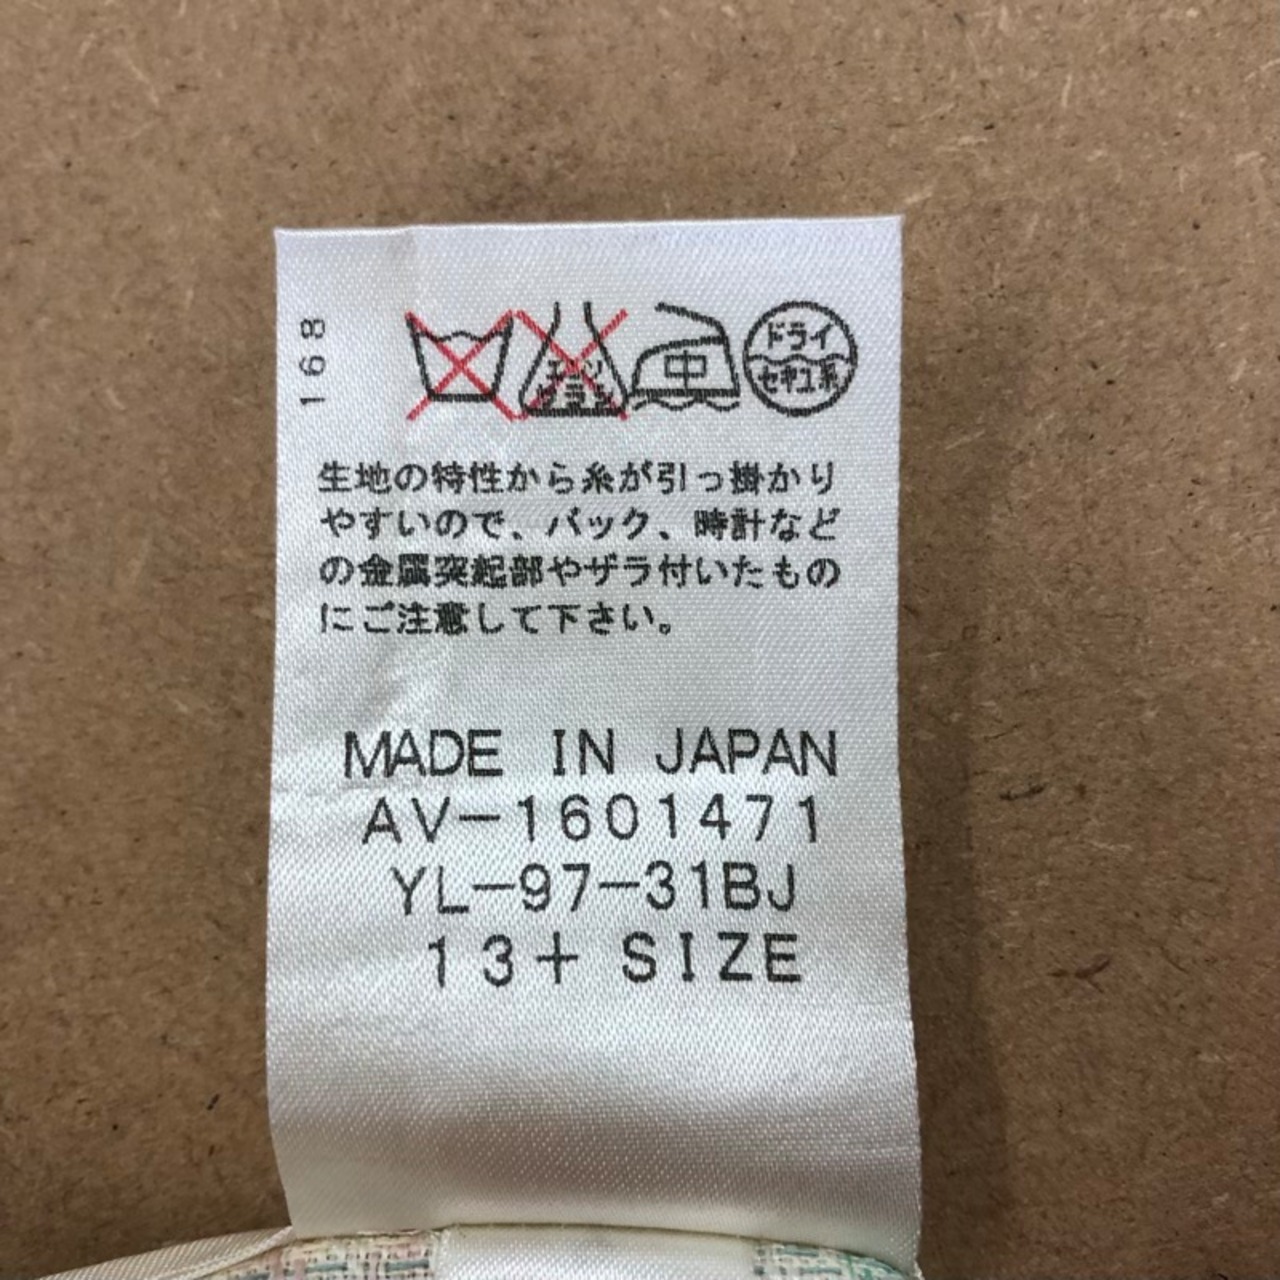 168
中
ドライ
セキユ系
生地の特性から糸が引っ掛かり
やすいので、バック、時計など
の金属突起部やザラ付いたもの
にご注意して下さい。
MADE IN JAPAN
AV-1601471
YL-97-31BJ
13+ SIZE